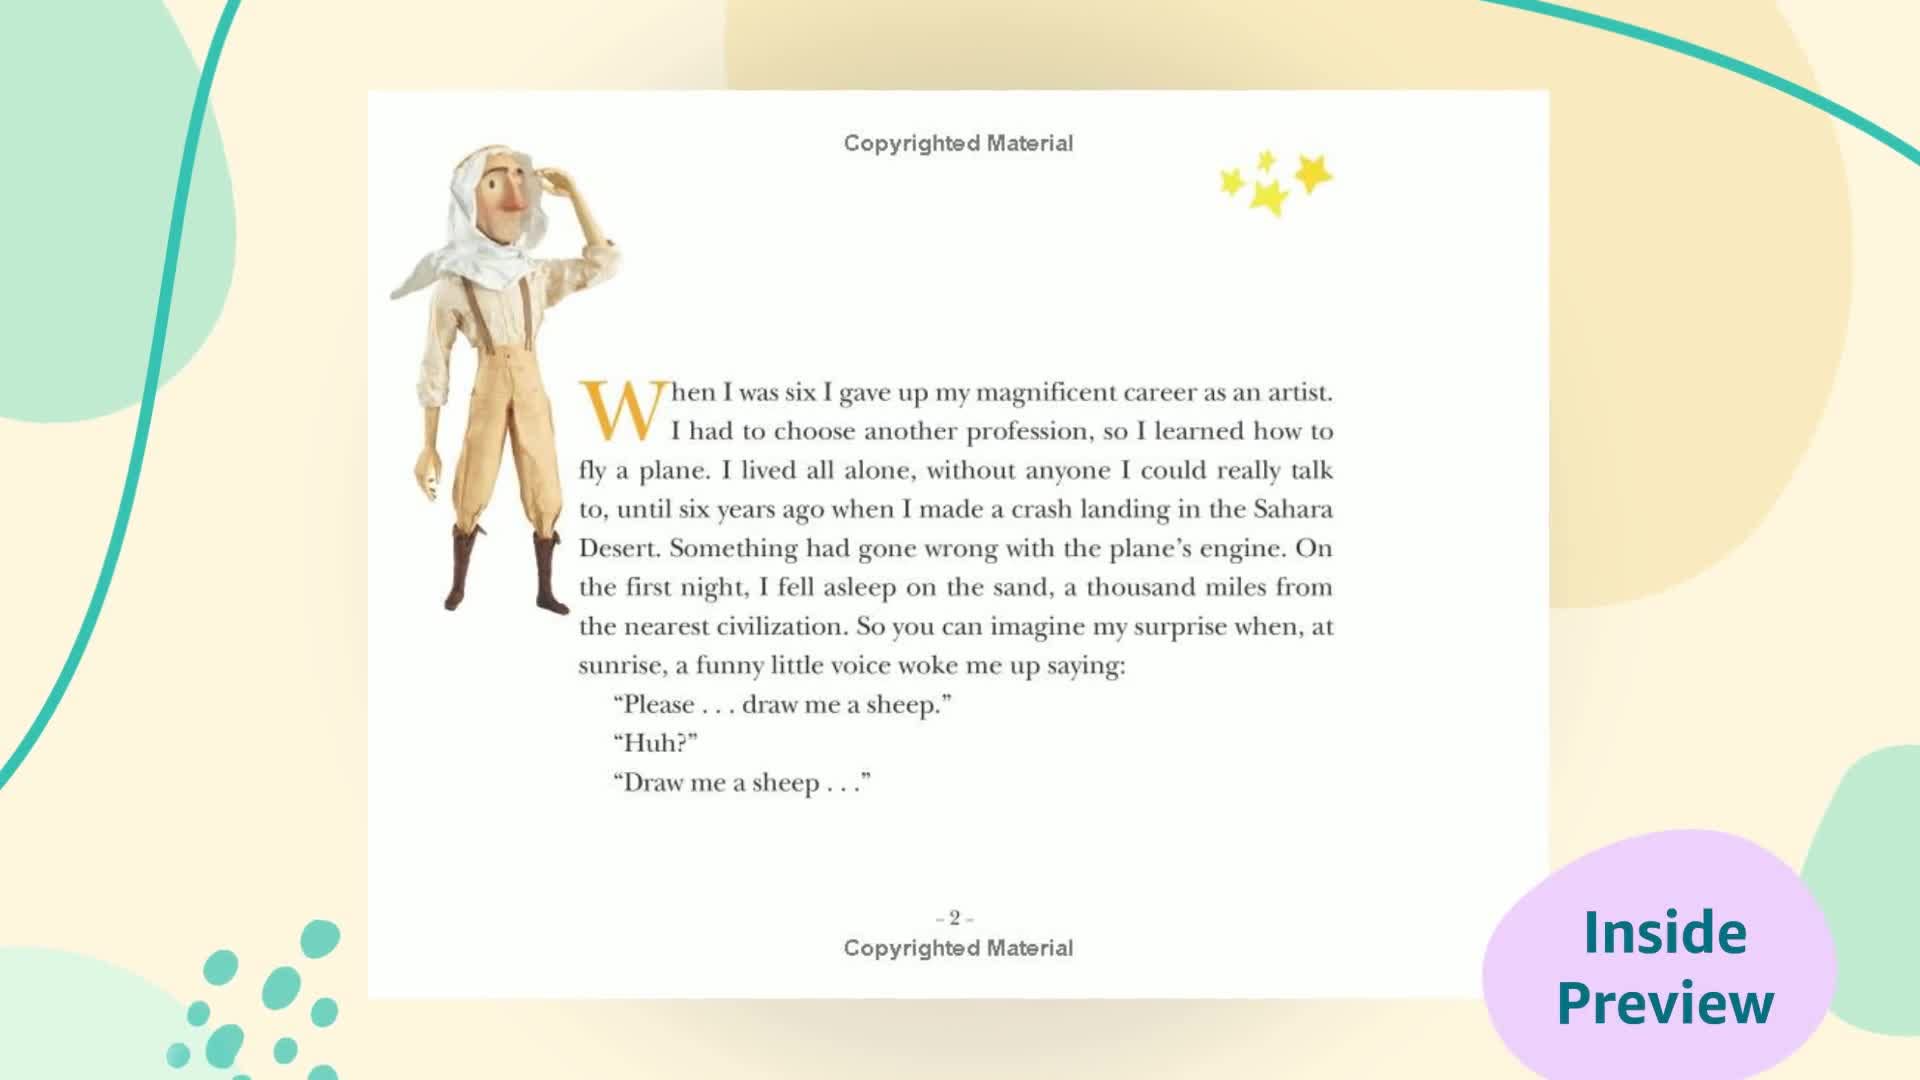 Copyrighted Material
When I was six I gave up my magnificent career as an artist.
I had to choose another profession, so I learned how to
fly a plane. I lived all alone, without anyone I could really talk
to, until six years ago when I made a crash landing in the Sahara
Desert. Something had gone wrong with the plane’s engine. On
the first night, I fell asleep on the sand, a thousand miles from
the nearest civilization. So you can imagine my surprise when, at
sunrise, a funny little voice woke me up saying:
“Please . . . draw me a sheep.”
“Huh?”
“Draw me a sheep . . .”
- 2 -
Copyrighted Material
Inside
Preview